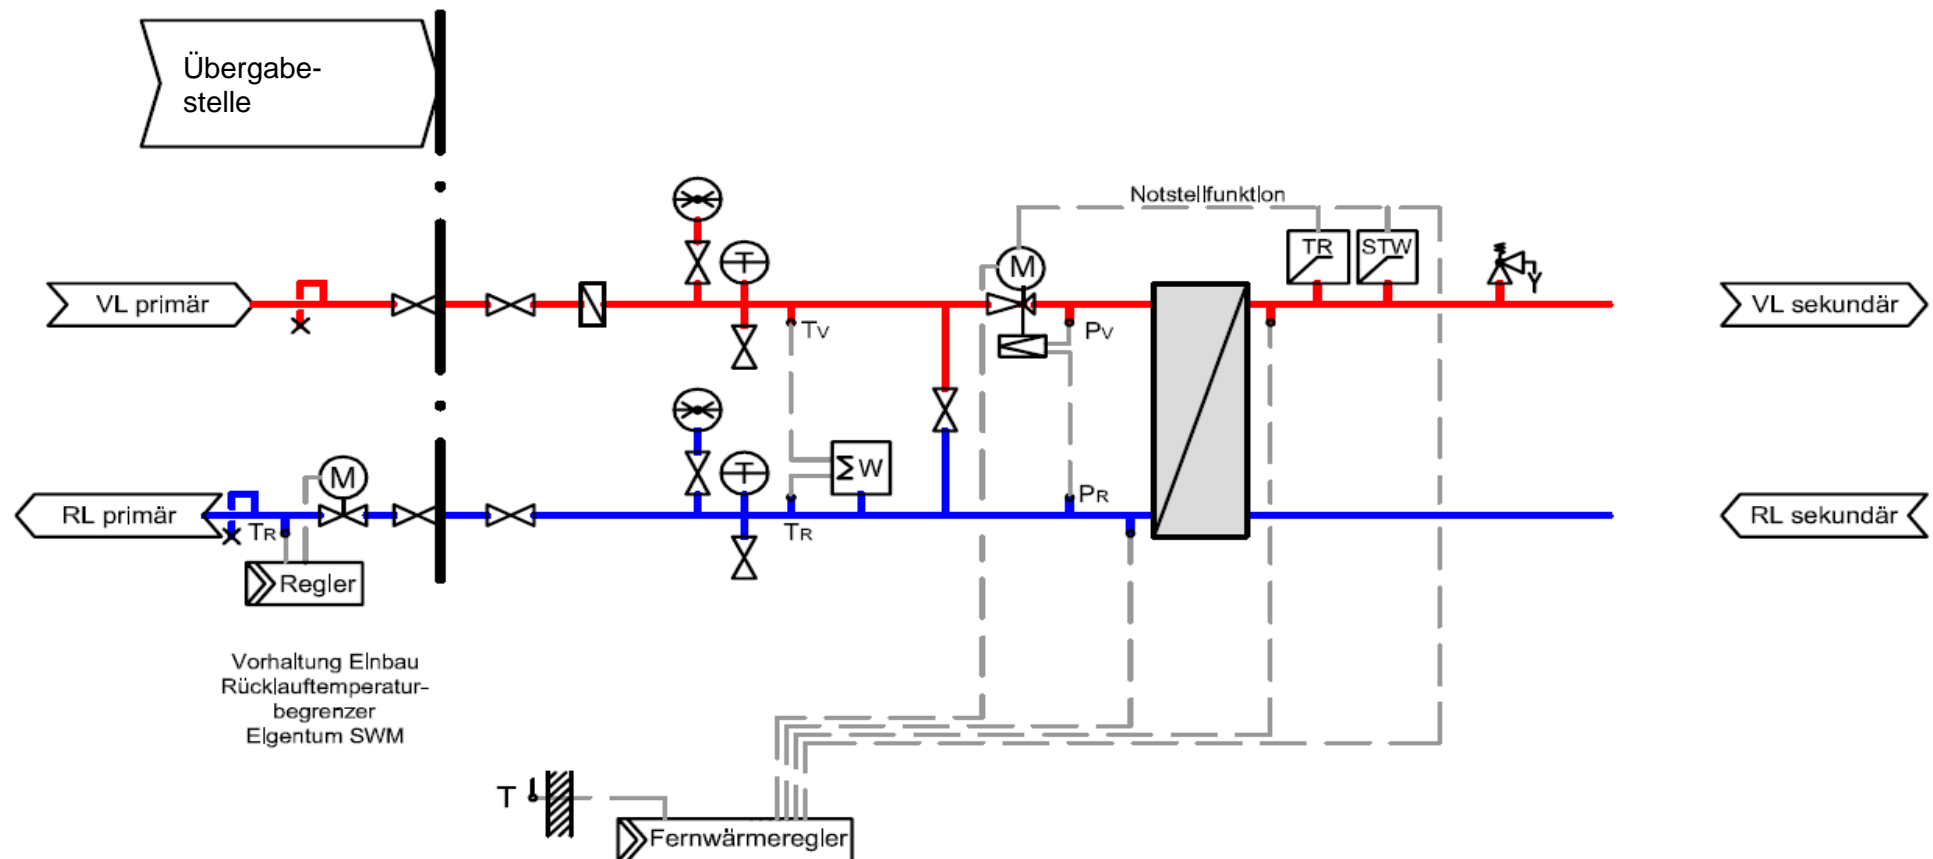 Übergabe-
stelle
Notstellfunktion
T
M
TR
STW
VL primär
TV
PV
VL sekundär
M
T
ΣW
RL primär
TR
TR
PR
RL sekundär
Regler
Vorhaltung Einbau
Rücklauftemperatur-
begrenzer
Eigentum SWM
T
Fernwärmeregler